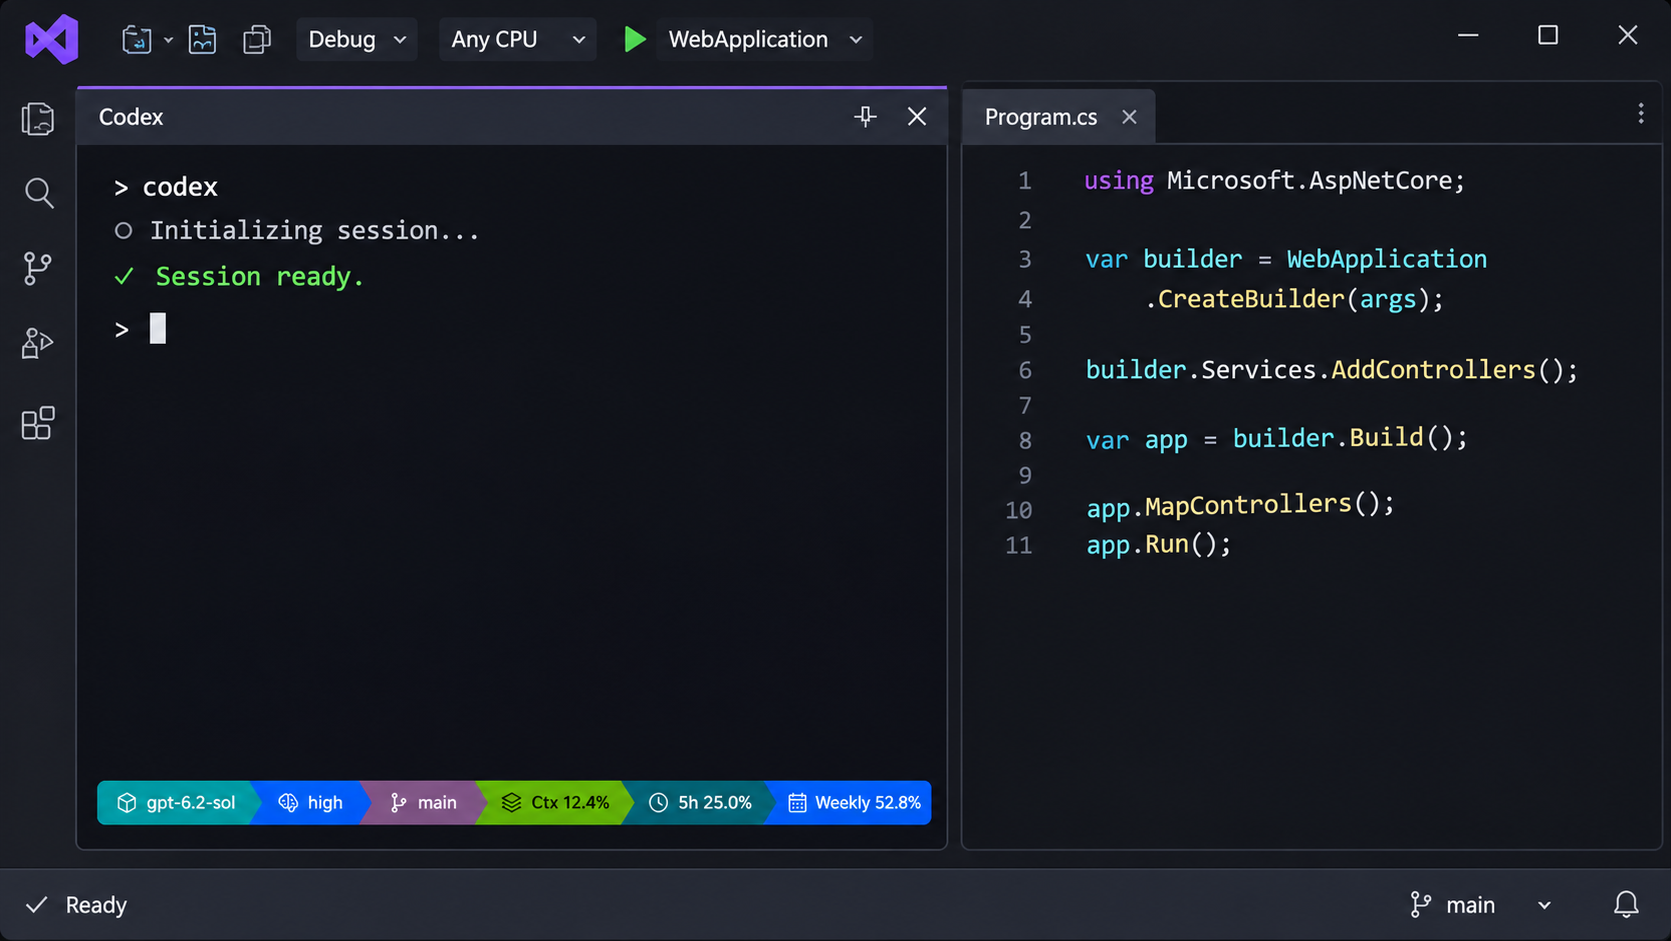 Debug
Any CPU
WebApplication
Codex
> codex
Initializing session...
✓ Session ready.
>
gpt-6.2-sol
high
main
Ctx 12.4%
5h 25.0%
Weekly 52.8%
Program.cs
1 using Microsoft.AspNetCore;
2
3 var builder = WebApplication
4 .CreateBuilder(args);
5
6 builder.Services.AddControllers();
7
8 var app = builder.Build();
9
10 app.MapControllers();
11 app.Run();
Ready
main